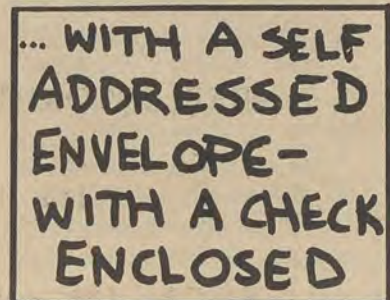 ... WITH A SELF
ADDRESSED
ENVELOPE-
WITH A CHECK
ENCLOSED